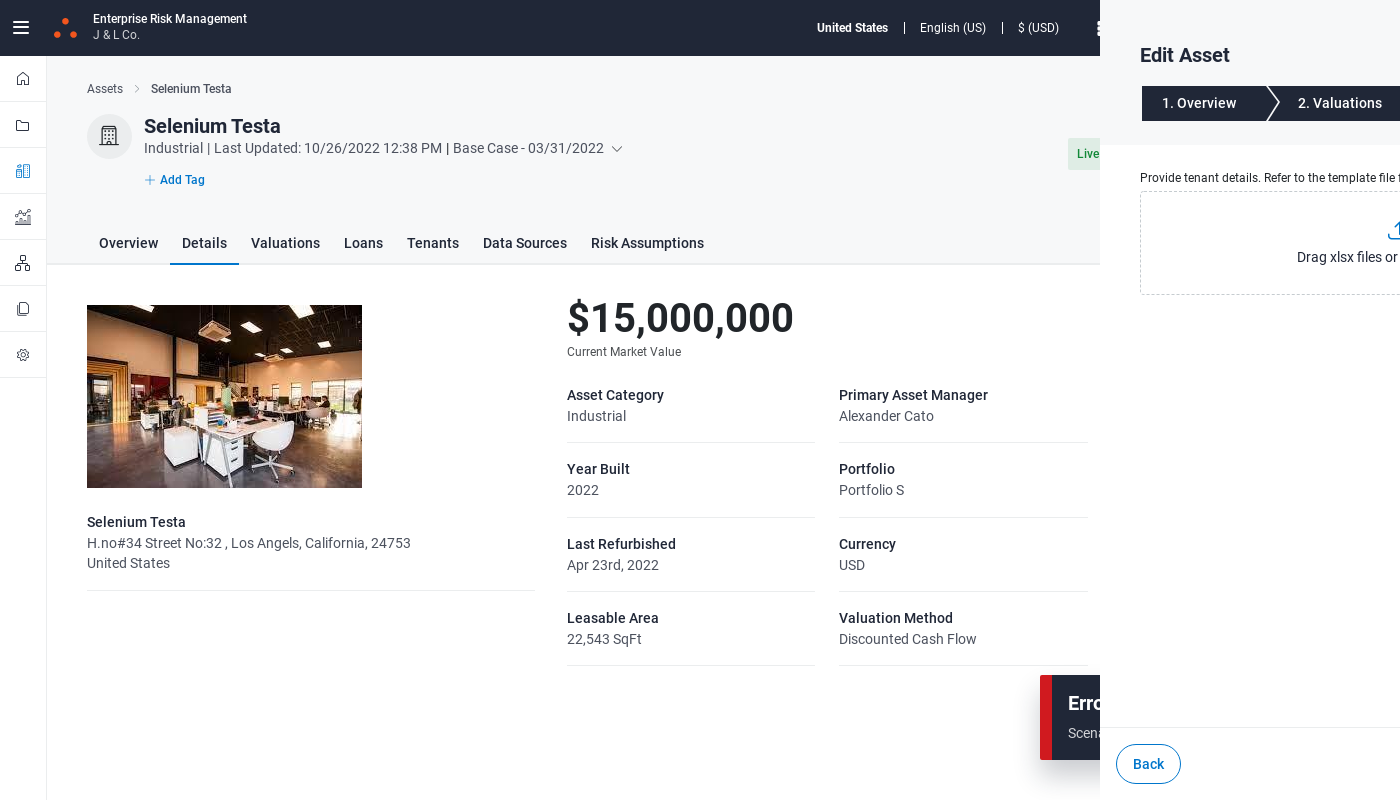 Enterprise Risk Management
J & L Co.
United States
English (US)
$ (USD)
Assets
Selenium Testa
Selenium Testa
Industrial | Last Updated: 10/26/2022 12:38 PM | Base Case - 03/31/2022
Live
Add Tag
Overview
Details
Valuations
Loans
Tenants
Data Sources
Risk Assumptions
Selenium Testa
H.no#34 Street No:32 , Los Angels, California, 24753
United States
$15,000,000
Current Market Value
Asset Category
Industrial
Primary Asset Manager
Alexander Cato
Year Built
2022
Portfolio
Portfolio S
Last Refurbished
Apr 23rd, 2022
Currency
USD
Leasable Area
22,543 SqFt
Valuation Method
Discounted Cash Flow
Edit Asset
1. Overview
2. Valuations
Provide tenant details. Refer to the template file
Drag xlsx files or
Back